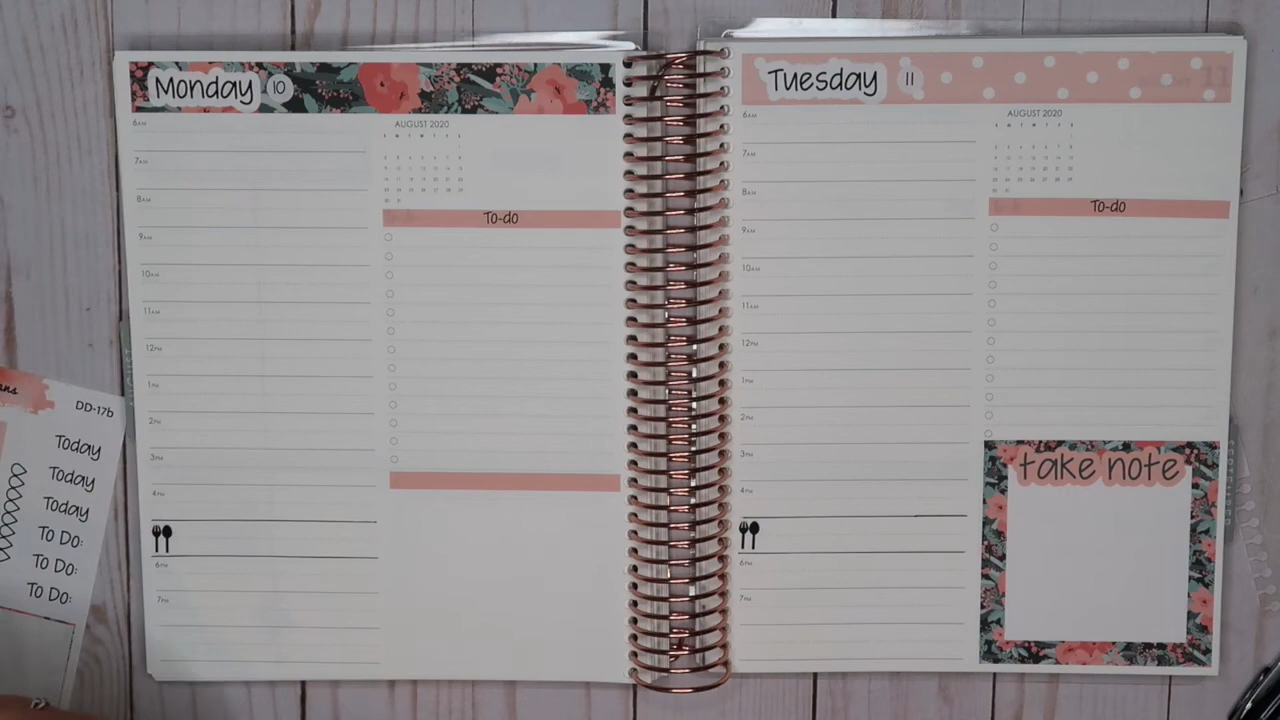 Monday 10
6AM
7AM
8AM
9AM
10AM
11AM
12PM
1PM
2PM
3PM
4PM
6PM
7PM
AUGUST 2020
S M T W T F S
To-do
Tuesday 11
6AM
7AM
8AM
9AM
10AM
11AM
12PM
1PM
2PM
3PM
4PM
6PM
7PM
AUGUST 2020
S M T W T F S
To-do
take note
DD-17b
Today
Today
Today
TO DO:
TO DO:
TO DO: